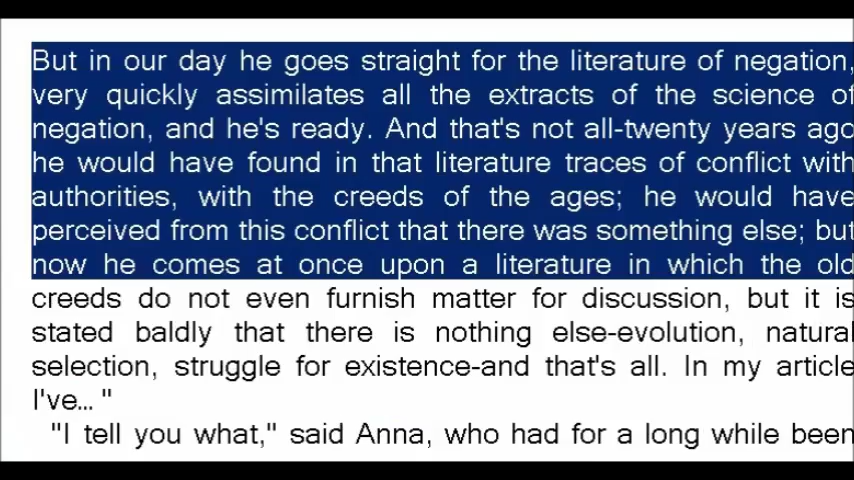 But in our day he goes straight for the literature of negation,
very quickly assimilates all the extracts of the science of
negation, and he's ready. And that's not all-twenty years ago
he would have found in that literature traces of conflict with
authorities, with the creeds of the ages; he would have
perceived from this conflict that there was something else; but
now he comes at once upon a literature in which the old
creeds do not even furnish matter for discussion, but it is
stated baldly that there is nothing else-evolution, natural
selection, struggle for existence-and that's all. In my article
I've... "
"I tell you what," said Anna, who had for a long while been